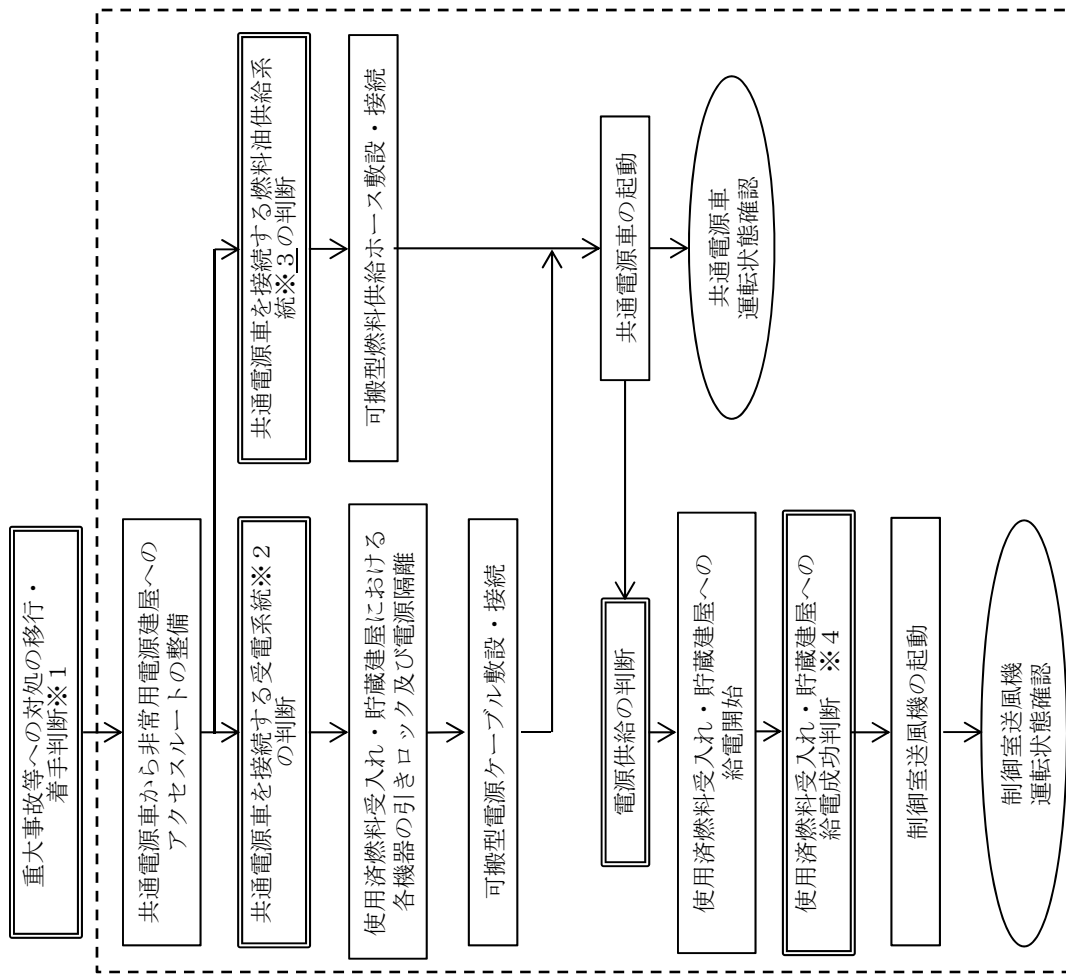 重大事故等への対処の移行・
着手判断※１
共通電源車から非常用電源建屋への
アクセスルートの整備
共通電源車を接続する受電系統※２
の判断
使用済燃料受入れ・貯蔵建屋における
各機器の引きロック及び電源隔離
可搬型電源ケーブル敷設・接続
共通電源車を接続する燃料油供給系
統※３の判断
可搬型燃料供給ホース敷設・接続
共通電源車の起動
共通電源車
運転状態確認
電源供給の判断
使用済燃料受入れ・貯蔵建屋への
給電開始
使用済燃料受入れ・貯蔵建屋への
給電成功判断　※４
制御室送風機の起動
制御室送風機
運転状態確認